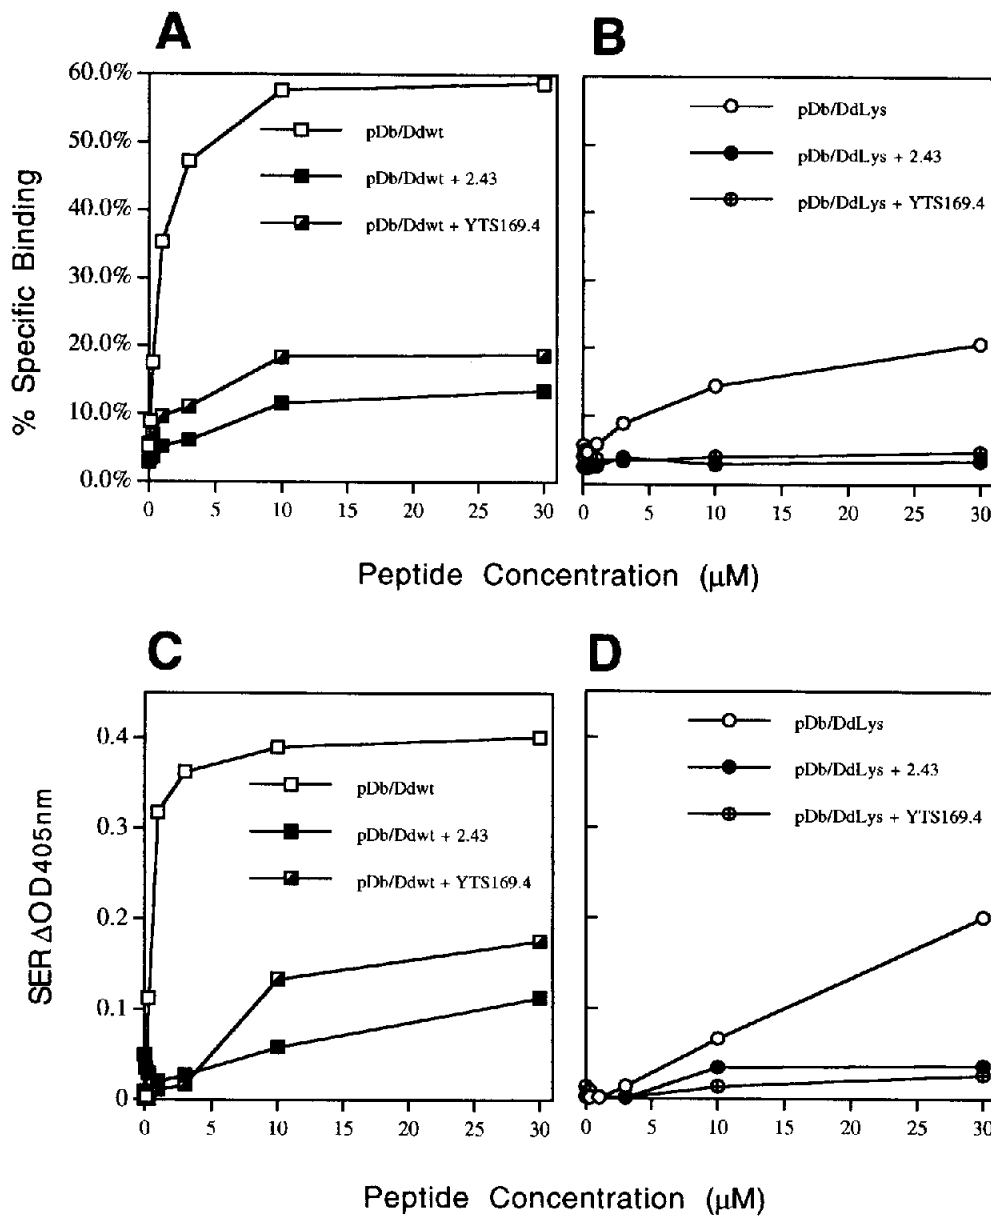 A
B
60.0%
50.0%
40.0%
30.0%
20.0%
10.0%
0.0%
% Specific Binding
pDb/Ddwt
pDb/Ddwt + 2.43
pDb/Ddwt + YTS169.4
pDb/DdLys
pDb/DdLys + 2.43
pDb/DdLys + YTS169.4
0 5 10 15 20 25 30
0 5 10 15 20 25 30
Peptide Concentration (μM)
C
D
0.4
0.3
0.2
0.1
0
SER ΔOD405nm
pDb/Ddwt
pDb/Ddwt + 2.43
pDb/Ddwt + YTS169.4
pDb/DdLys
pDb/DdLys + 2.43
pDb/DdLys + YTS169.4
0 5 10 15 20 25 30
0 5 10 15 20 25 30
Peptide Concentration (μM)